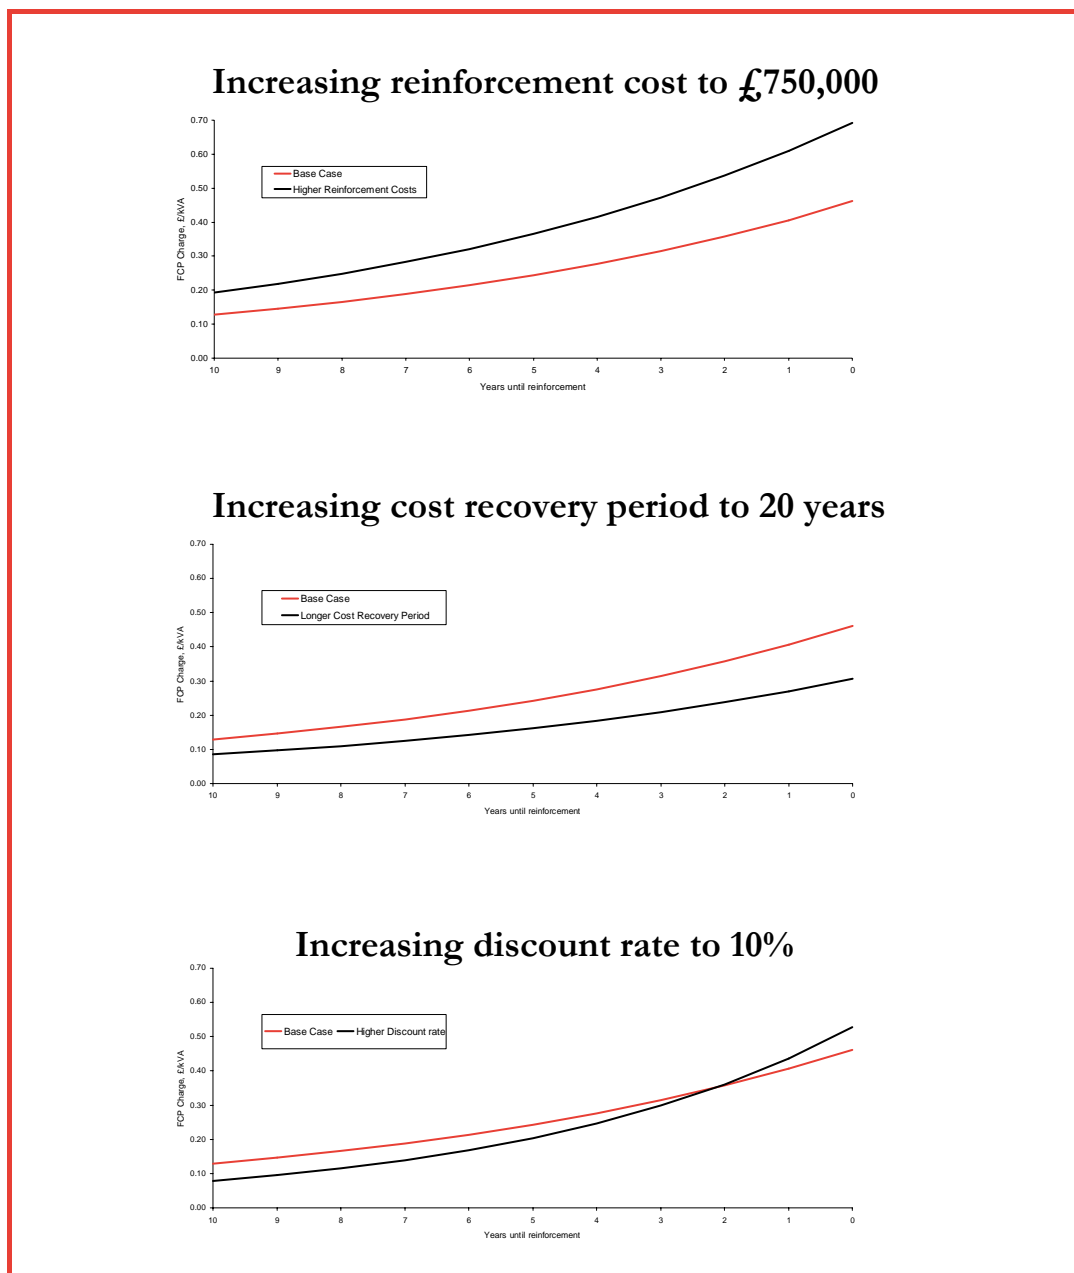 Increasing reinforcement cost to £750,000
0.70
0.60
0.50
0.40
0.30
0.20
0.10
0.00
FCP Charge, £/kVA
Base Case
Higher Reinforcement Costs
10 9 8 7 6 5 4 3 2 1 0
Years until reinforcement
Increasing cost recovery period to 20 years
0.70
0.60
0.50
0.40
0.30
0.20
0.10
0.00
FCP Charge, £/kVA
Base Case
Longer Cost Recovery Period
10 9 8 7 6 5 4 3 2 1 0
Years until reinforcement
Increasing discount rate to 10%
0.70
0.60
0.50
0.40
0.30
0.20
0.10
0.00
FCP Charge, £/kVA
Base Case Higher Discount rate
10 9 8 7 6 5 4 3 2 1 0
Years until reinforcement